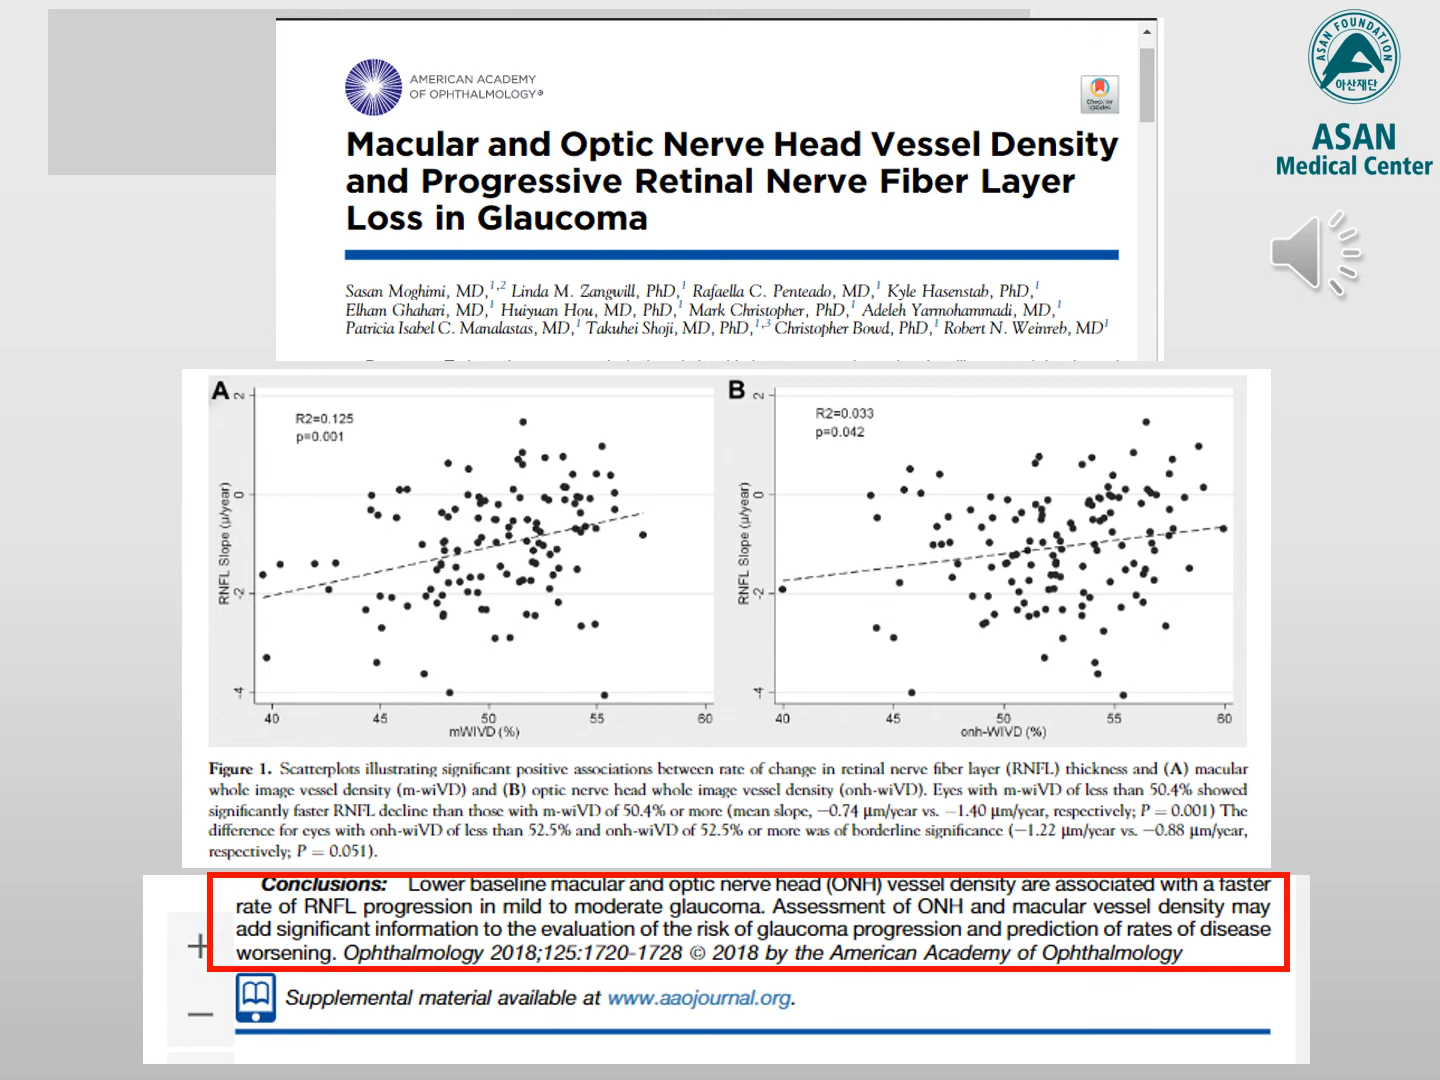 AMERICAN ACADEMY
OF OPHTHALMOLOGY®
Check for
updates
Macular and Optic Nerve Head Vessel Density
and Progressive Retinal Nerve Fiber Layer
Loss in Glaucoma
Sasan Moghimi, MD,1,2 Linda M. Zangwill, PhD,1 Rafaella C. Penteado, MD,1 Kyle Hasenstab, PhD,1
Elham Ghahari, MD,1 Huiyuan Hou, MD, PhD,1 Mark Christopher, PhD,1 Adeleh Yarmohammadi, MD,1
Patricia Isabel C. Manalastas, MD,1 Takuhei Shoji, MD, PhD,1,3 Christopher Bowd, PhD,1 Robert N. Weinreb, MD1
ASAN FOUNDATION
아산재단
ASAN
Medical Center
A
R2=0.125
p=0.001
2
0
-2
-4
RNFL Slope (µ/year)
40 45 50 55 60
mWIVD (%)
B
R2=0.033
p=0.042
2
0
-2
-4
RNFL Slope (µ/year)
40 45 50 55 60
onh-WIVD (%)
Figure 1. Scatterplots illustrating significant positive associations between rate of change in retinal nerve fiber layer (RNFL) thickness and (A) macular
whole image vessel density (m-wiVD) and (B) optic nerve head whole image vessel density (onh-wiVD). Eyes with m-wiVD of less than 50.4% showed
significantly faster RNFL decline than those with m-wiVD of 50.4% or more (mean slope, −0.74 µm/year vs. −1.40 µm/year, respectively; P = 0.001) The
difference for eyes with onh-wiVD of less than 52.5% and onh-wiVD of 52.5% or more was of borderline significance (−1.22 µm/year vs. −0.88 µm/year,
respectively; P = 0.051).
Conclusions: Lower baseline macular and optic nerve head (ONH) vessel density are associated with a faster
rate of RNFL progression in mild to moderate glaucoma. Assessment of ONH and macular vessel density may
add significant information to the evaluation of the risk of glaucoma progression and prediction of rates of disease
worsening. Ophthalmology 2018;125:1720-1728 © 2018 by the American Academy of Ophthalmology
Supplemental material available at www.aaojournal.org.